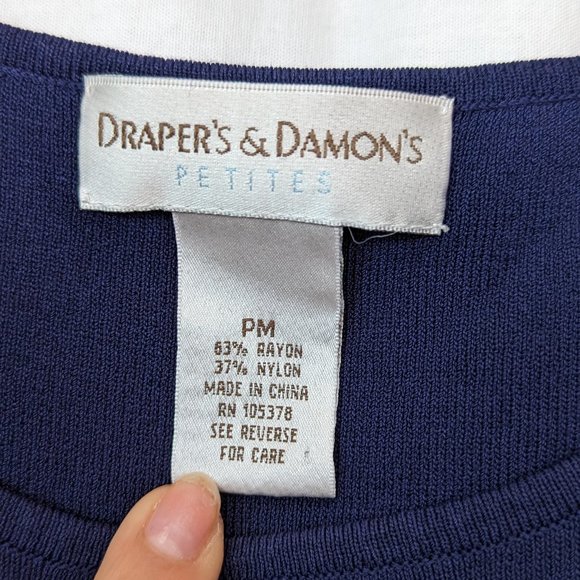 DRAPER'S & DAMON'S
PETITES
PM
63% RAYON
37% NYLON
MADE IN CHINA
RN 105378
SEE REVERSE
FOR CARE